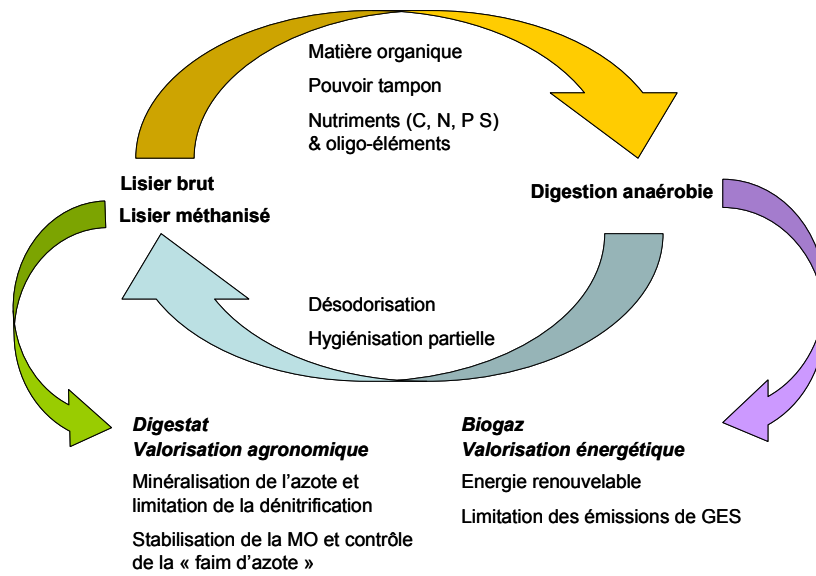 Matière organique
Pouvoir tampon
Nutriments (C, N, P S)
& oligo-éléments
Lisier brut
Lisier méthanisé
Digestion anaérobie
Désodorisation
Hygiénisation partielle
Digestat
Valorisation agronomique
Minéralisation de l'azote et
limitation de la dénitrification
Stabilisation de la MO et contrôle
de la « faim d'azote »
Biogaz
Valorisation énergétique
Energie renouvelable
Limitation des émissions de GES